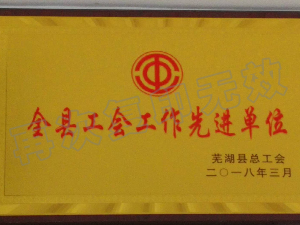 全县工会工作先进单位
芜湖县总工会
二〇一八年三月